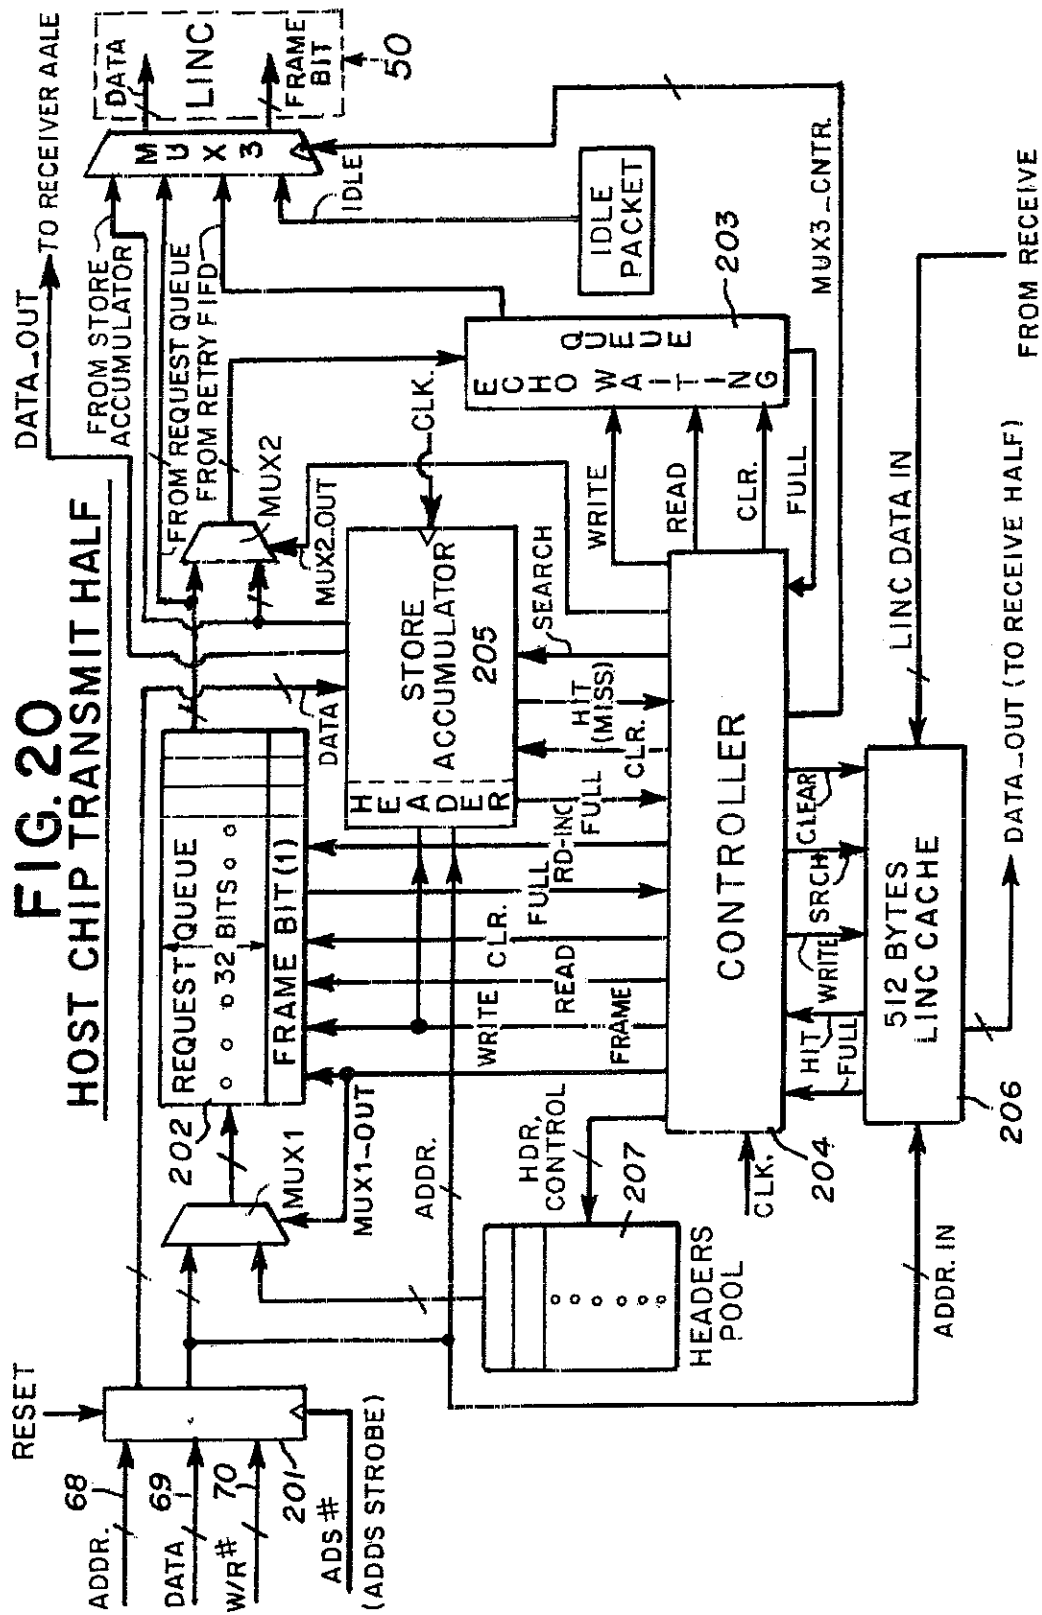 FIG. 20
HOST CHIP TRANSMIT HALF
RESET
ADDR.
68
DATA
69
W/R#
70
201
ADS #
(ADDS STROBE)
MUX1
MUX1-OUT
202
REQUEST QUEUE
32 BITS
FRAME BIT (1)
DATA
DATA_OUT
TO RECEIVER AALE
FROM STORE
ACCUMULATOR
FROM REQUEST QUEUE
FROM RETRY FIFD
MUX2
MUX2_OUT
MUX3
DATA
LINC
FRAME
BIT
50
IDLE
IDLE
PACKET
ECHO WAITING
QUEUE
203
MUX3_CNTR.
CLK.
HEADER
STORE
ACCUMULATOR
205
ADDR.
WRITE
FRAME
READ
CLR.
FULL
RD-INC
FULL
CLR.
HIT
(MISS)
SEARCH
WRITE
READ
CLR.
FULL
HDR.
CONTROL
207
HEADERS
POOL
CLK.
204
CONTROLLER
FULL
HIT
WRITE
SRCH
CLEAR
512 BYTES
LINC CACHE
206
ADDR. IN
LINC DATA IN
FROM RECEIVE
DATA_OUT (TO RECEIVE HALF)